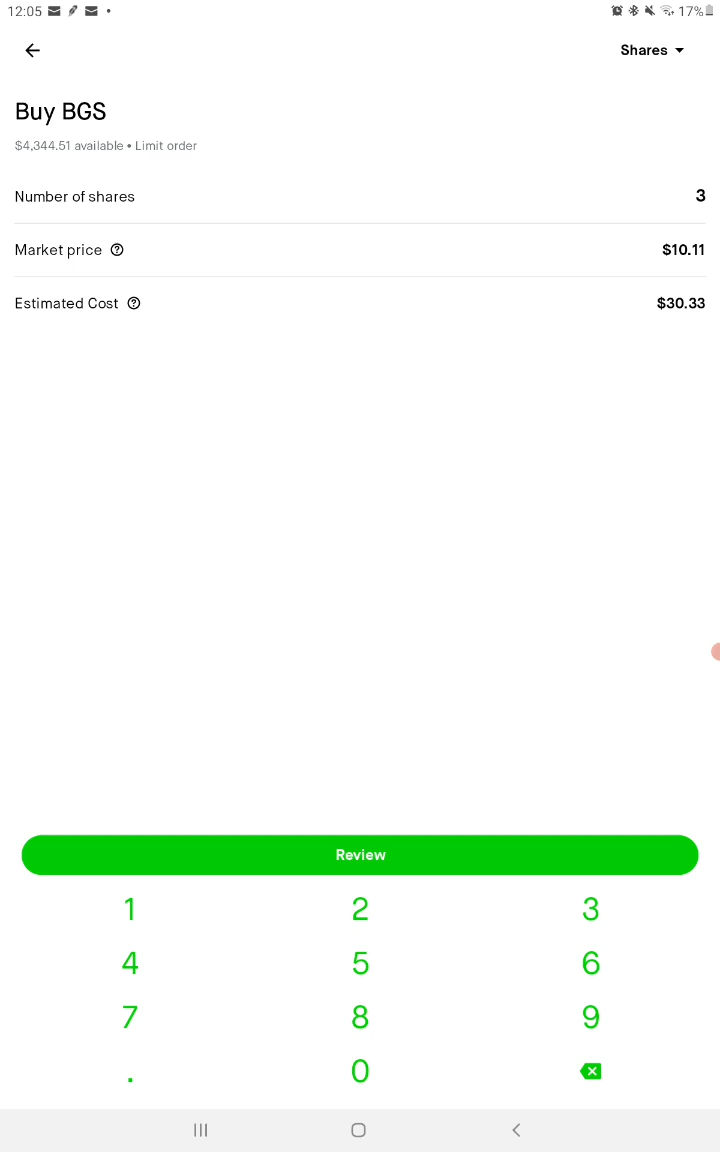 12:05 17%
Shares
Buy BGS
$4,344.51 available • Limit order
Number of shares 3
Market price $10.11
Estimated Cost $30.33
Review
1 2 3
4 5 6
7 8 9
. 0